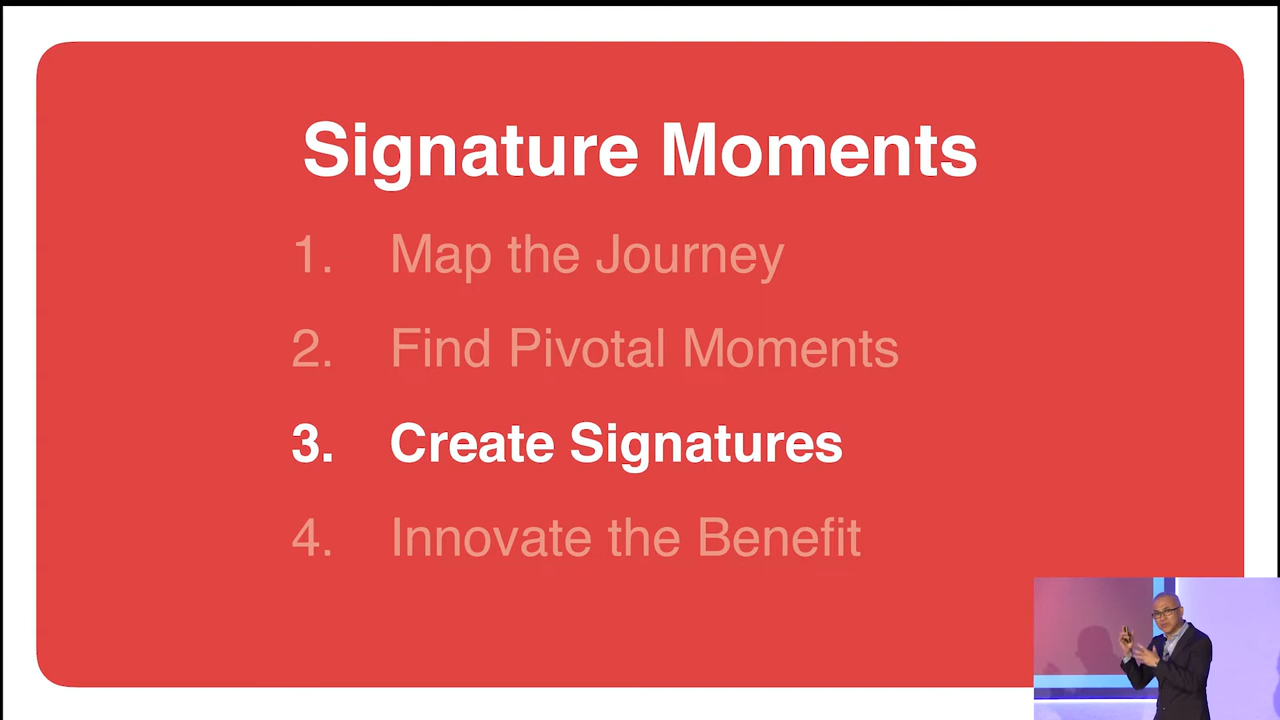 Signature Moments
1. Map the Journey
2. Find Pivotal Moments
3. Create Signatures
4. Innovate the Benefit